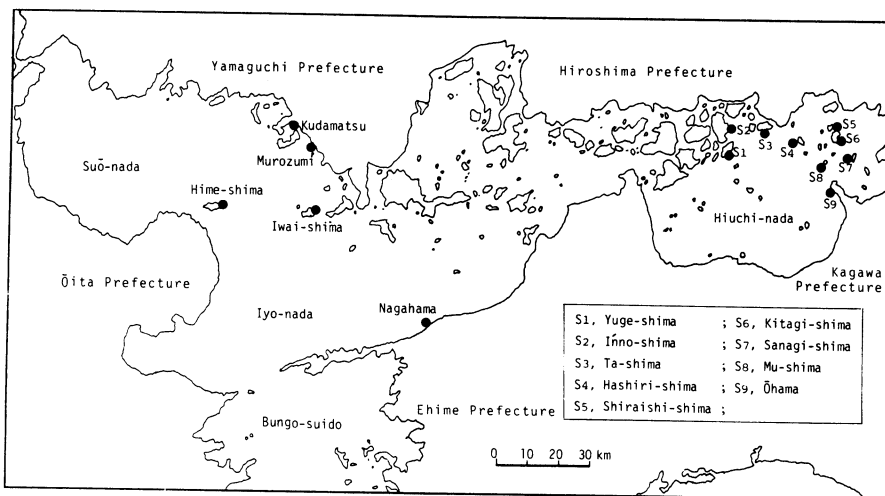 Yamaguchi Prefecture
Hiroshima Prefecture
Kudamatsu
Murozumi
Suō-nada
Hime-shima
Iwai-shima
Ōita Prefecture
Iyo-nada
Nagahama
Bungo-suido
Ehime Prefecture
Hiuchi-nada
Kagawa
Prefecture
S1
S2
S3
S4
S5
S6
S7
S8
S9
S1, Yuge-shima ; S6, Kitagi-shima
S2, Inno-shima ; S7, Sanagi-shima
S3, Ta-shima ; S8, Mu-shima
S4, Hashiri-shima ; S9, Ōhama
S5, Shiraishi-shima ;
0 10 20 30 km